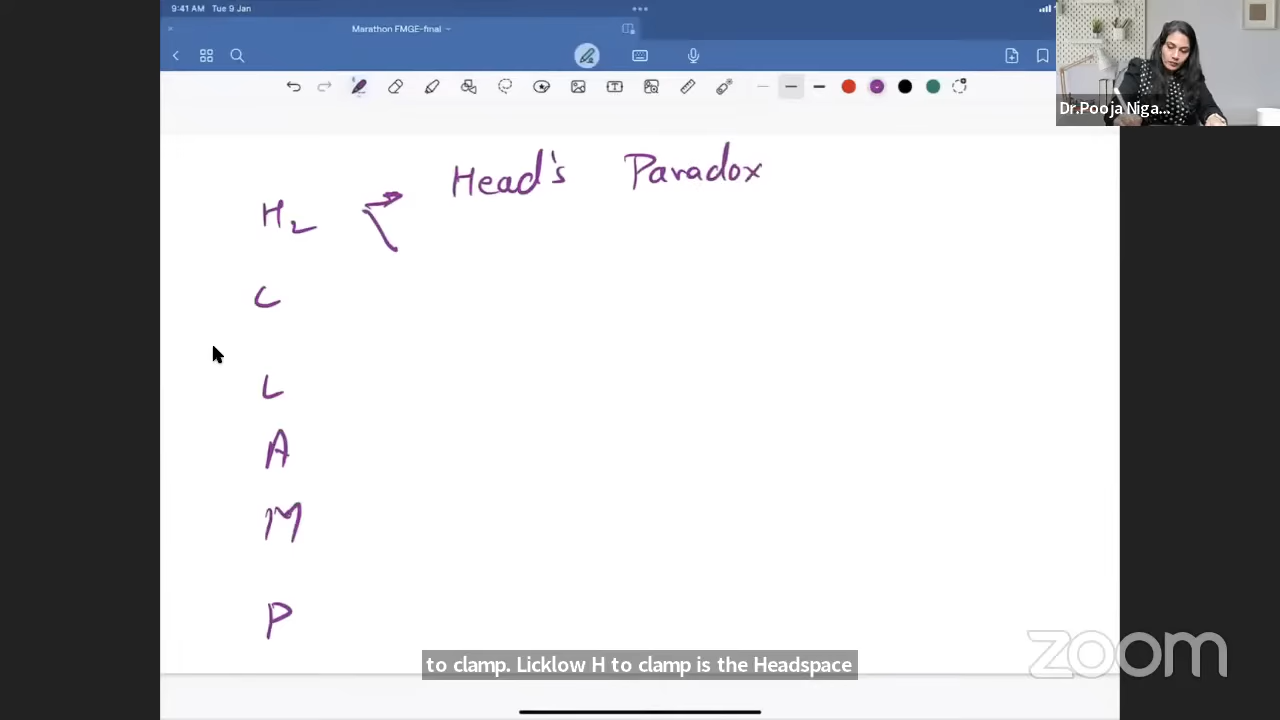 9:41 AM Tue 9 Jan
Marathon FMGE-final
Dr.Pooja Niga...
Head's Paradox
H2
C
L
A
M
P
to clamp. Licklow H to clamp is the Headspace
zoom